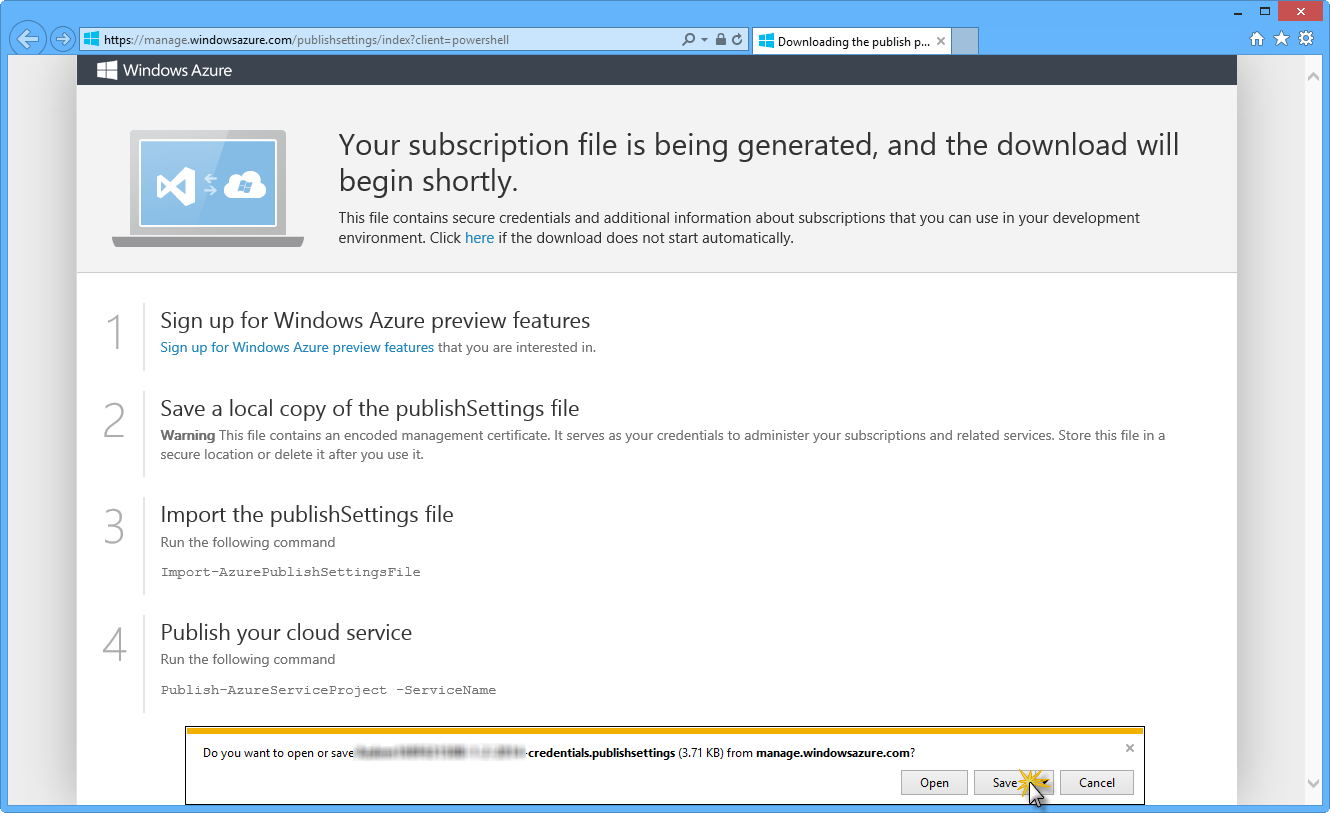 https://manage.windowsazure.com/publishsettings/index?client=powershell
Downloading the publish p...
Windows Azure
Your subscription file is being generated, and the download will
begin shortly.
This file contains secure credentials and additional information about subscriptions that you can use in your development
environment. Click here if the download does not start automatically.
1
Sign up for Windows Azure preview features
Sign up for Windows Azure preview features that you are interested in.
2
Save a local copy of the publishSettings file
Warning This file contains an encoded management certificate. It serves as your credentials to administer your subscriptions and related services. Store this file in a
secure location or delete it after you use it.
3
Import the publishSettings file
Run the following command
Import-AzurePublishSettingsFile
4
Publish your cloud service
Run the following command
Publish-AzureServiceProject -ServiceName
Do you want to open or save -credentials.publishsettings (3.71 KB) from manage.windowsazure.com?
Open Save Cancel